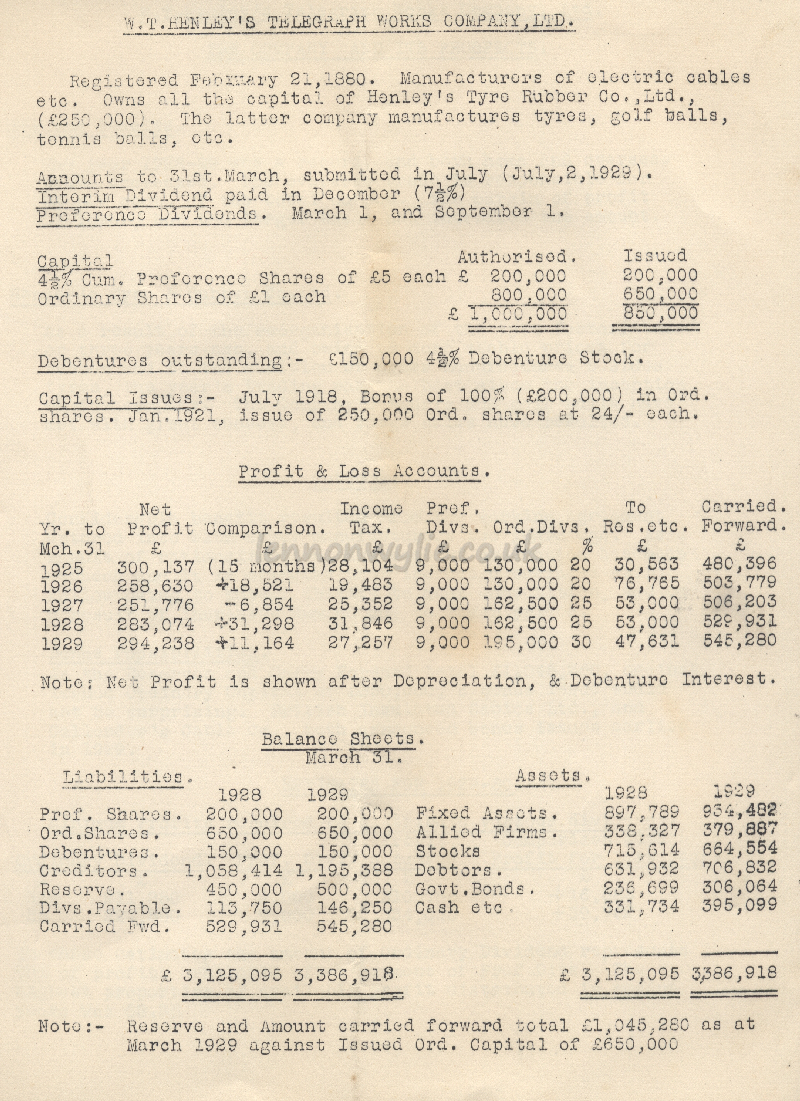 W.T.HENLEY'S TELEGRAPH WORKS COMPANY,LTD.
Registered February 21,1880. Manufacturers of electric cables
etc. Owns all the capital of Henley's Tyre Rubber Co.,Ltd.,
(£250,000). The latter company manufactures tyres, golf balls,
tennis balls, etc.
Accounts to 31st.March, submitted in July (July,2,1929).
Interim Dividend paid in December (7½%)
Preference Dividends. March 1, and September 1.
Capital Authorised. Issued
4½% Cum. Preference Shares of £5 each £ 200,000 200,000
Ordinary Shares of £1 each 800,000 650,000
£ 1,000,000 850,000
Debentures outstanding:- £150,000 4½% Debenture Stock.
Capital Issues:- July 1918, Bonus of 100% (£200,000) in Ord.
shares. Jan.1921, issue of 250,000 Ord. shares at 24/- each.
Profit & Loss Accounts.
Net Income Pref. To Carried.
Yr. to Profit Comparison. Tax. Divs. Ord.Divs. Res.etc. Forward.
Mch.31 £ £ £ £ £ % £ £
lennonwylie.co.uk
1925 300,137 (15 months)28,104 9,000 130,000 20 30,563 480,396
1926 258,630 +18,521 19,483 9,000 130,000 20 76,765 503,779
1927 251,776 -6,854 25,352 9,000 162,500 25 53,000 506,203
1928 283,074 +31,298 31,846 9,000 162,500 25 53,000 529,931
1929 294,238 +11,164 27,257 9,000 195,000 30 47,631 545,280
Note; Net Profit is shown after Depreciation, & Debenture Interest.
Balance Sheets.
March 31.
Liabilities. Assets.
1928 1929 1928 1929
Pref. Shares. 200,000 200,000 Fixed Assets. 897,789 934,482
Ord.Shares. 650,000 650,000 Allied Firms. 338,327 379,887
Debentures. 150,000 150,000 Stocks 715,614 664,554
Creditors. 1,058,414 1,195,388 Debtors. 631,932 706,832
Reserve. 450,000 500,000 Govt.Bonds. 236,699 306,064
Divs.Payable. 113,750 146,250 Cash etc. 331,734 395,099
Carried Fwd. 529,931 545,280
£ 3,125,095 3,386,918 £ 3,125,095 3,386,918
Note:- Reserve and Amount carried forward total £1,045,280 as at
March 1929 against Issued Ord. Capital of £650,000